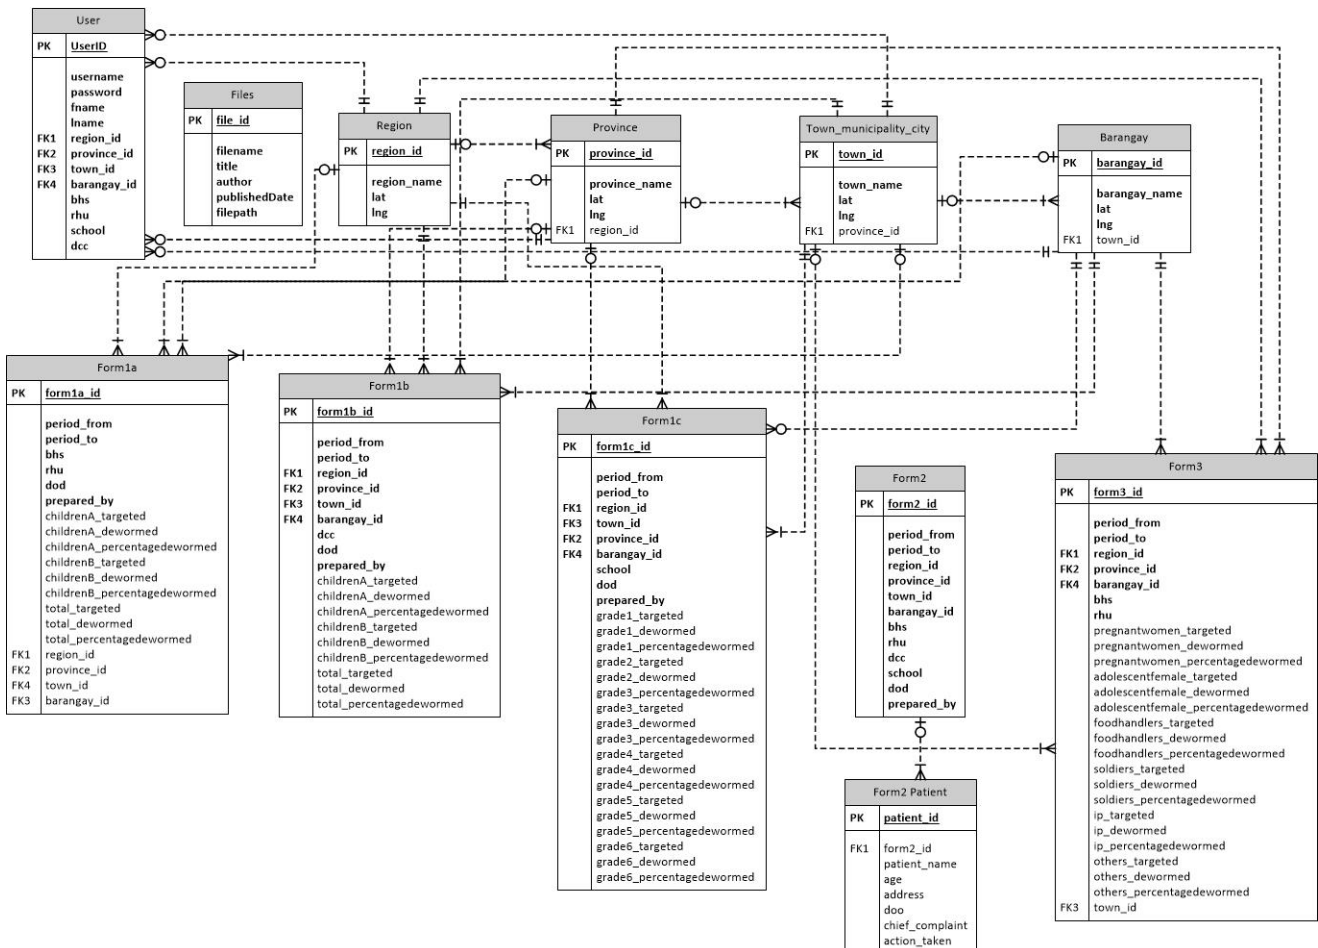 User
PK UserID
username
password
fname
lname
FK1 region_id
FK2 province_id
FK3 town_id
FK4 barangay_id
bhs
rhu
school
dcc
Files
PK file_id
filename
title
author
publishedDate
filepath
Region
PK region_id
region_name
lat
lng
Province
PK province_id
province_name
lat
lng
FK1 region_id
Town_municipality_city
PK town_id
town_name
lat
lng
FK1 province_id
Barangay
PK barangay_id
barangay_name
lat
lng
FK1 town_id
Form1a
PK form1a_id
period_from
period_to
bhs
rhu
dod
prepared_by
childrenA_targeted
childrenA_dewormed
childrenA_percentagedewormed
childrenB_targeted
childrenB_dewormed
childrenB_percentagedewormed
total_targeted
total_dewormed
total_percentagedewormed
FK1 region_id
FK2 province_id
FK4 town_id
FK3 barangay_id
Form1b
PK form1b_id
period_from
period_to
FK1 region_id
FK2 province_id
FK3 town_id
FK4 barangay_id
dcc
dod
prepared_by
childrenA_targeted
childrenA_dewormed
childrenA_percentagedewormed
childrenB_targeted
childrenB_dewormed
childrenB_percentagedewormed
total_targeted
total_dewormed
total_percentagedewormed
Form1c
PK form1c_id
period_from
period_to
FK1 region_id
FK3 town_id
FK2 province_id
FK4 barangay_id
school
dod
prepared_by
grade1_targeted
grade1_dewormed
grade1_percentagedewormed
grade2_targeted
grade2_dewormed
grade3_percentagedewormed
grade3_targeted
grade3_dewormed
grade3_percentagedewormed
grade4_targeted
grade4_dewormed
grade4_percentagedewormed
grade5_targeted
grade5_dewormed
grade5_percentagedewormed
grade6_targeted
grade6_dewormed
grade6_percentagedewormed
Form2
PK form2_id
period_from
period_to
region_id
province_id
town_id
barangay_id
bhs
rhu
dcc
school
dod
prepared_by
Form2 Patient
PK patient_id
FK1 form2_id
patient_name
age
address
doo
chief_complaint
action_taken
Form3
PK form3_id
period_from
period_to
FK1 region_id
FK2 province_id
FK4 barangay_id
bhs
rhu
pregnantwomen_targeted
pregnantwomen_dewormed
pregnantwomen_percentagedewormed
adolescentfemale_targeted
adolescentfemale_dewormed
adolescentfemale_percentagedewormed
foodhandlers_targeted
foodhandlers_dewormed
foodhandlers_percentagedewormed
soldiers_targeted
soldiers_dewormed
soldiers_percentagedewormed
ip_targeted
ip_dewormed
ip_percentagedewormed
others_targeted
others_dewormed
others_percentagedewormed
FK3 town_id